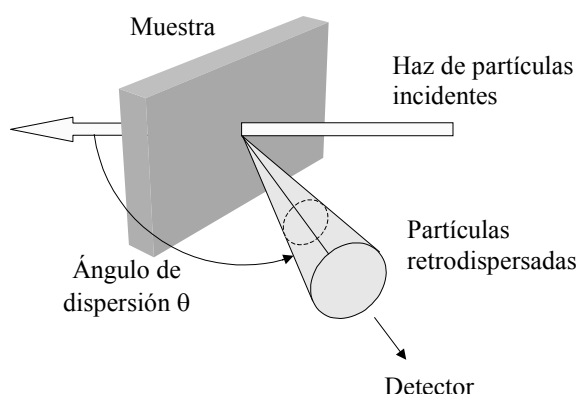 Muestra
Haz de partículas
incidentes
Partículas
retrodispersadas
Ángulo de
dispersión θ
Detector